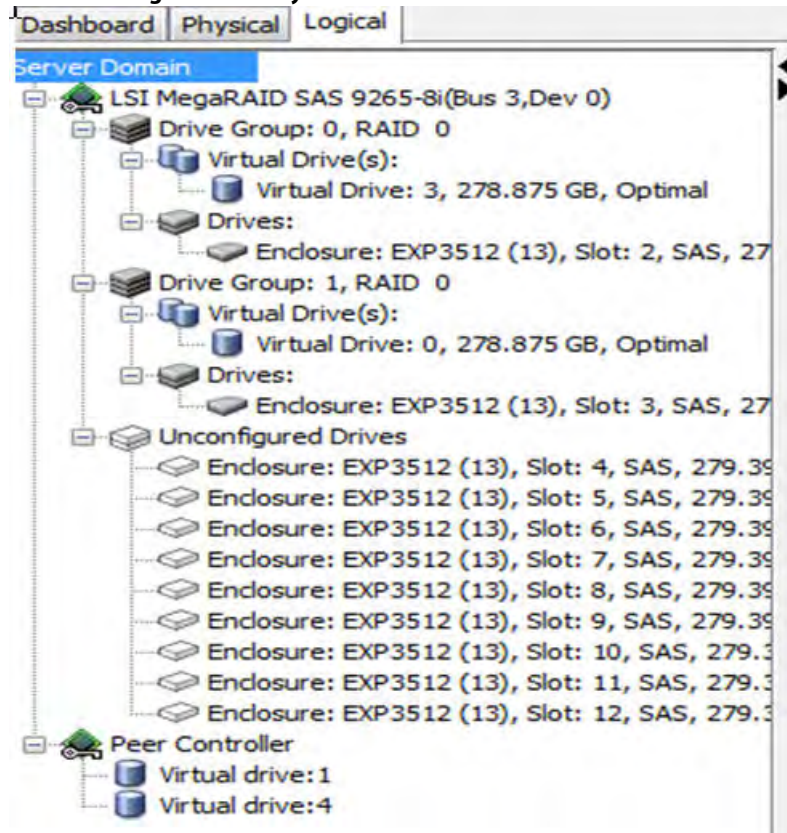 Dashboard Physical Logical
Server Domain
LSI MegaRAID SAS 9265-8i(Bus 3,Dev 0)
Drive Group: 0, RAID 0
Virtual Drive(s):
Virtual Drive: 3, 278.875 GB, Optimal
Drives:
Enclosure: EXP3512 (13), Slot: 2, SAS, 27
Drive Group: 1, RAID 0
Virtual Drive(s):
Virtual Drive: 0, 278.875 GB, Optimal
Drives:
Enclosure: EXP3512 (13), Slot: 3, SAS, 27
Unconfigured Drives
Enclosure: EXP3512 (13), Slot: 4, SAS, 279.39
Enclosure: EXP3512 (13), Slot: 5, SAS, 279.39
Enclosure: EXP3512 (13), Slot: 6, SAS, 279.39
Enclosure: EXP3512 (13), Slot: 7, SAS, 279.39
Enclosure: EXP3512 (13), Slot: 8, SAS, 279.39
Enclosure: EXP3512 (13), Slot: 9, SAS, 279.39
Enclosure: EXP3512 (13), Slot: 10, SAS, 279.3
Enclosure: EXP3512 (13), Slot: 11, SAS, 279.3
Enclosure: EXP3512 (13), Slot: 12, SAS, 279.3
Peer Controller
Virtual drive:1
Virtual drive:4